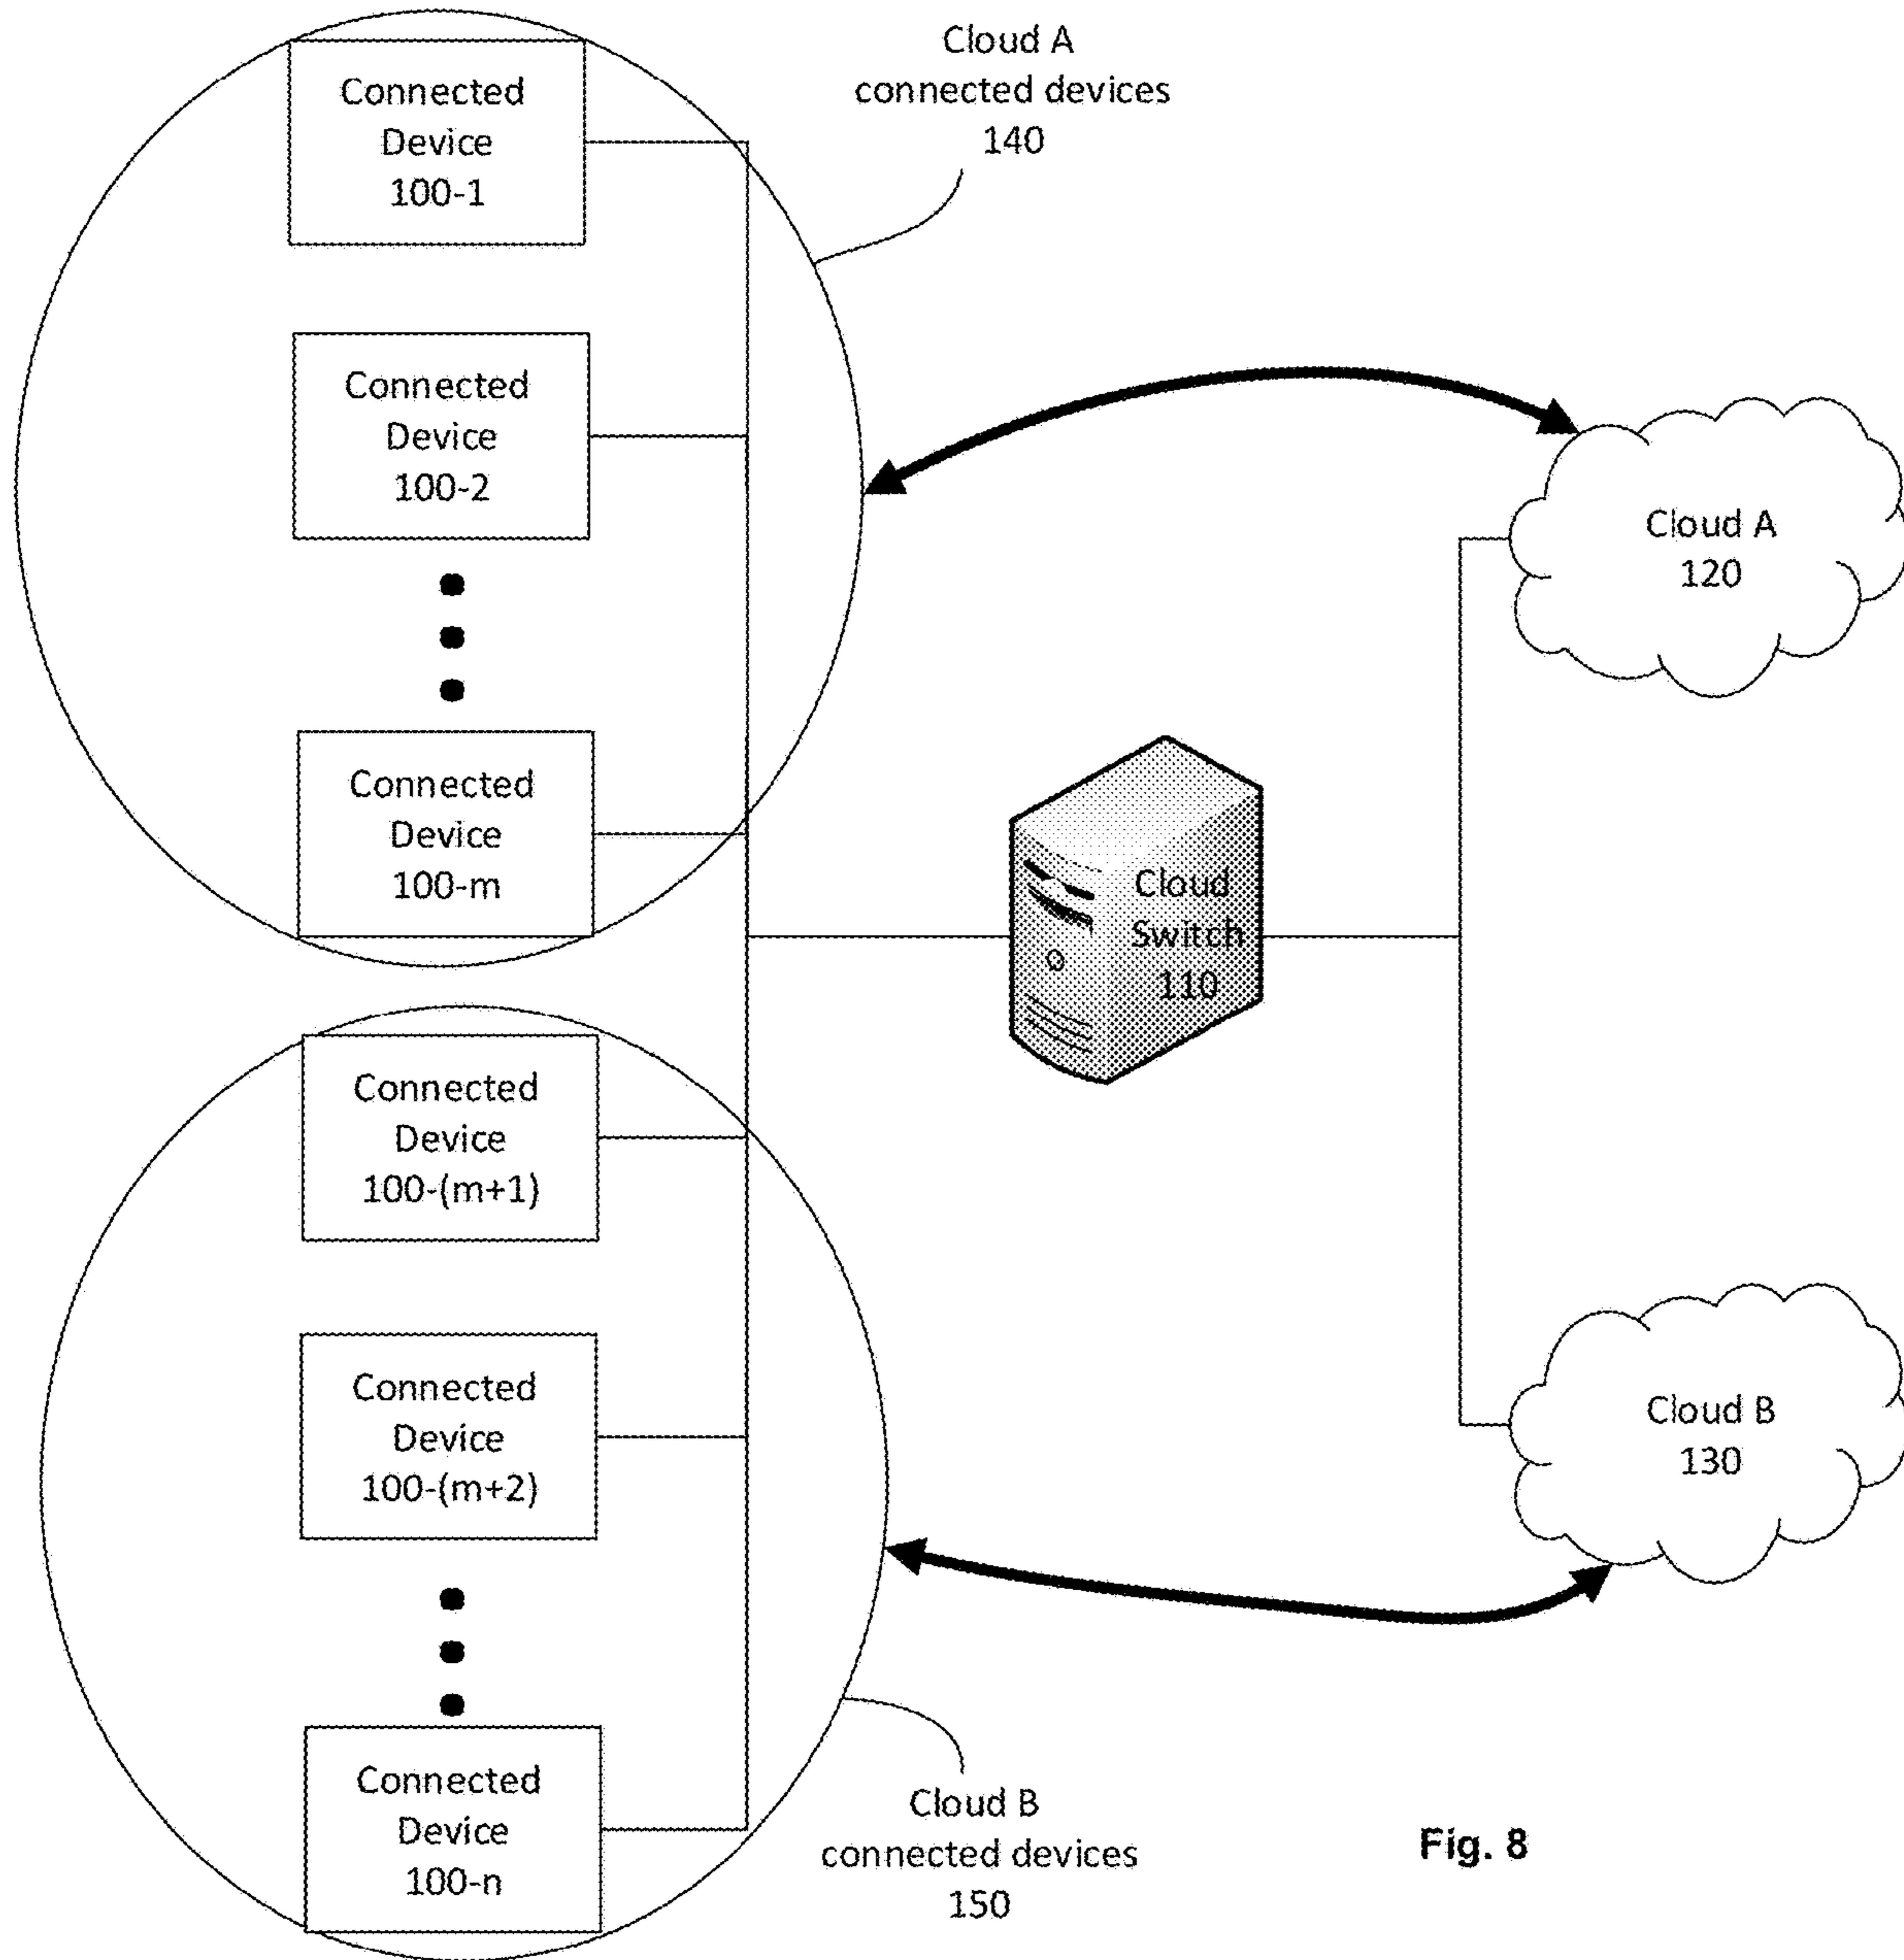 Cloud A
connected devices
140
Connected
Device
100-1
Connected
Device
100-2
Connected
Device
100-m
Cloud A
120
Cloud
Switch
110
Connected
Device
100-(m+1)
Connected
Device
100-(m+2)
Connected
Device
100-n
Cloud B
130
Cloud B
connected devices
150
Fig. 8